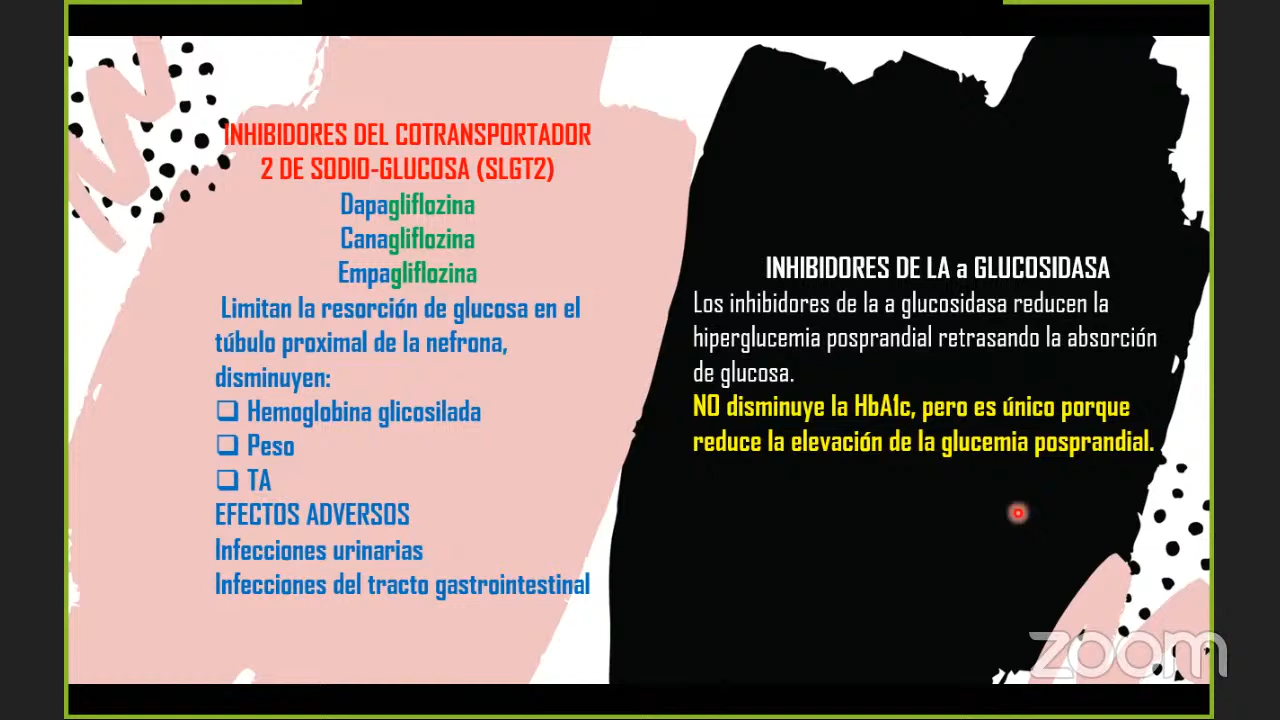 INHIBIDORES DEL COTRANSPORTADOR
2 DE SODIO-GLUCOSA (SLGT2)
Dapagliflozina
Canagliflozina
Empagliflozina
Limitan la resorción de glucosa en el
túbulo proximal de la nefrona,
disminuyen:
❑ Hemoglobina glicosilada
❑ Peso
❑ TA
EFECTOS ADVERSOS
Infecciones urinarias
Infecciones del tracto gastrointestinal
INHIBIDORES DE LA a GLUCOSIDASA
Los inhibidores de la a glucosidasa reducen la
hiperglucemia posprandial retrasando la absorción
de glucosa.
NO disminuye la HbA1c, pero es único porque
reduce la elevación de la glucemia posprandial.
zoom